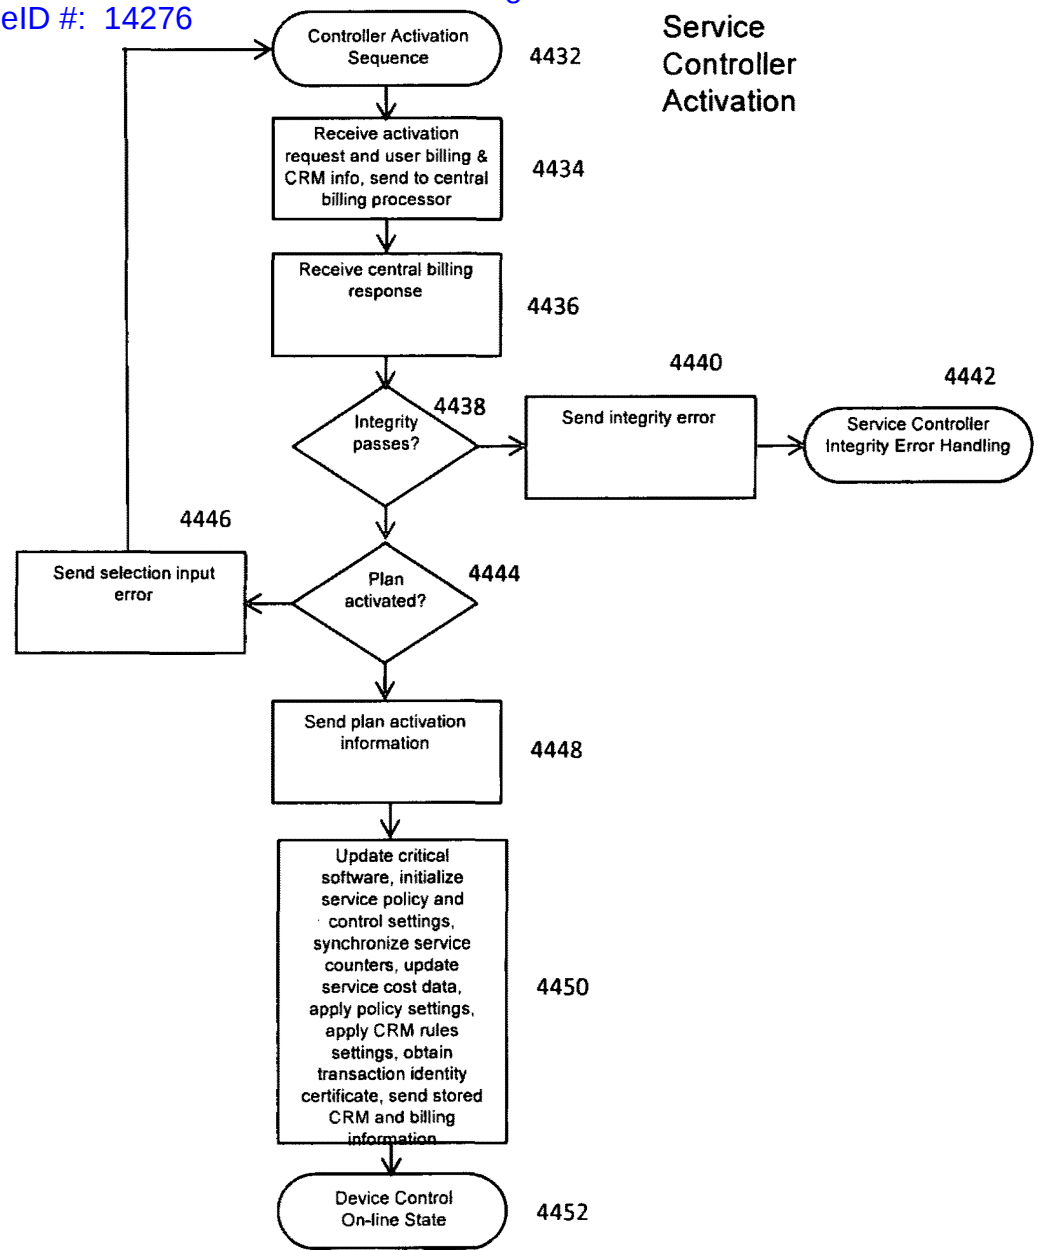 eID #: 14276
Service
Controller
Activation
Controller Activation
Sequence
4432
Receive activation
request and user billing &
CRM info, send to central
billing processor
4434
Receive central billing
response
4436
Integrity
passes?
4438
4440
Send integrity error
4442
Service Controller
Integrity Error Handling
4446
Send selection input
error
Plan
activated?
4444
Send plan activation
information
4448
Update critical
software, initialize
service policy and
control settings,
synchronize service
counters, update
service cost data,
apply policy settings,
apply CRM rules
settings, obtain
transaction identity
certificate, send stored
CRM and billing
information
4450
Device Control
On-line State
4452